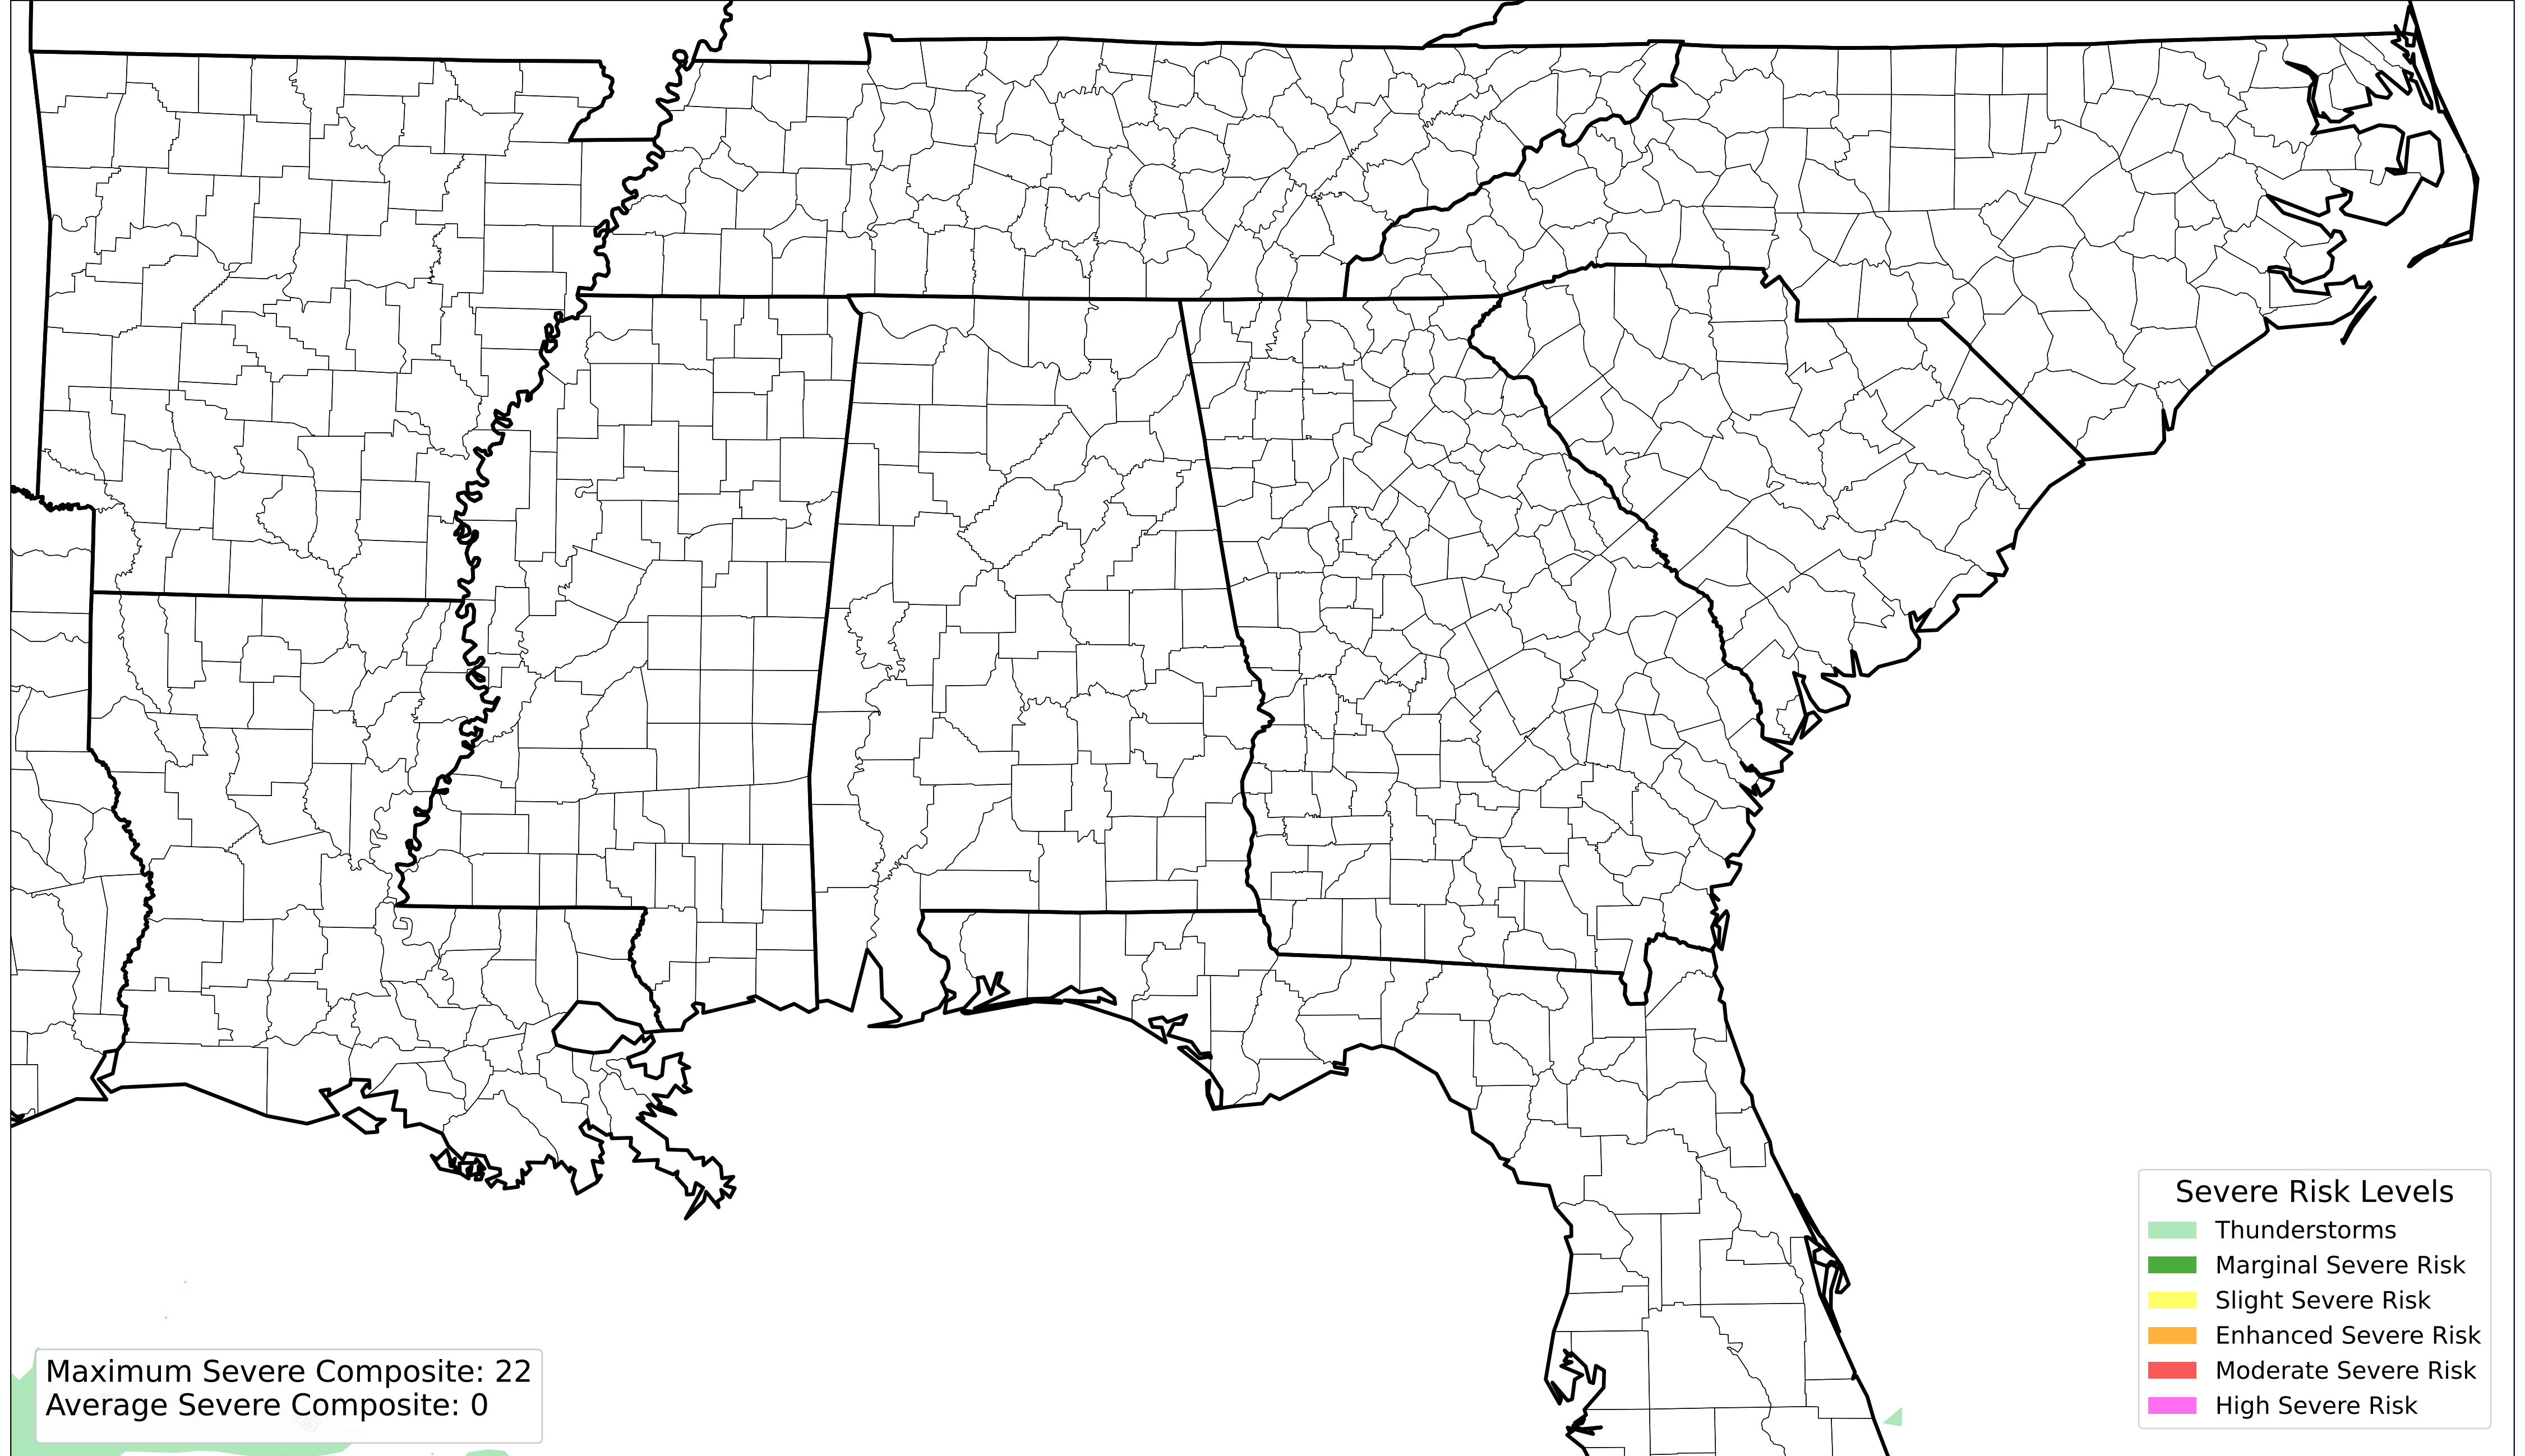 Severe Risk Levels
Thunderstorms
Marginal Severe Risk
Slight Severe Risk
Enhanced Severe Risk
Moderate Severe Risk
High Severe Risk
Maximum Severe Composite: 22
Average Severe Composite: 0